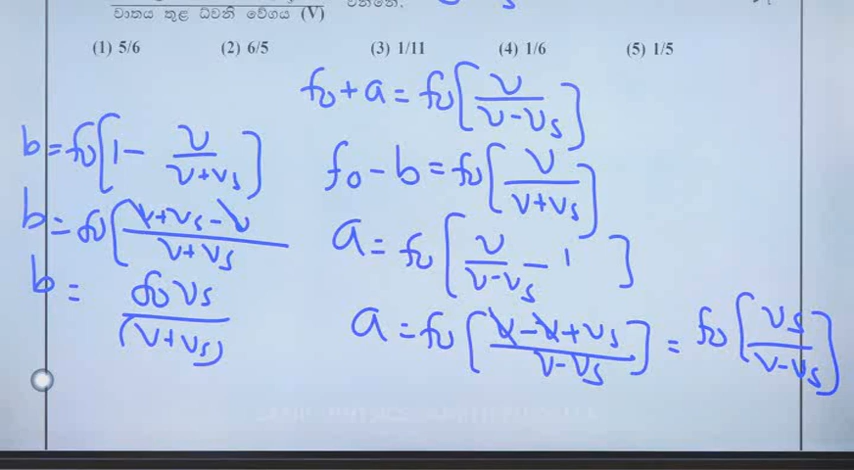 වාතය තුළ ධ්වනි වේගය (V)
(1) 5/6 (2) 6/5 (3) 1/11 (4) 1/6 (5) 1/5
f₀ + a = f₀ [v / (v - vₛ)]
b = f₀ [1 - v / (v + vₛ)]
f₀ - b = f₀ [v / (v + vₛ)]
b = f₀ [(v + vₛ - v) / (v + vₛ)]
a = f₀ [v / (v - vₛ) - 1]
b = f₀ vₛ / (v + vₛ)
a = f₀ [(v - v + vₛ) / (v - vₛ)] = f₀ [vₛ / (v - vₛ)]